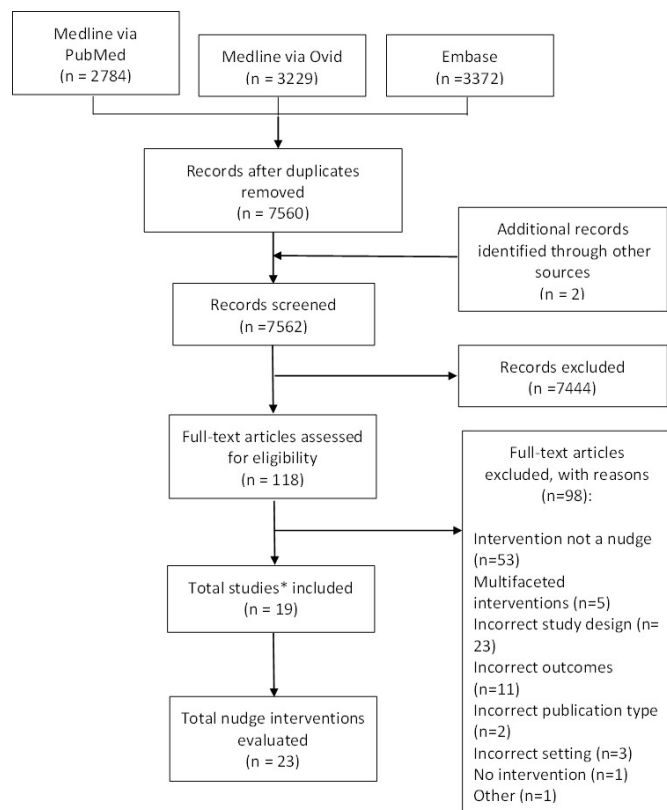 Medline via
PubMed
(n = 2784)
Medline via Ovid
(n = 3229)
Embase
(n =3372)
Records after duplicates
removed
(n = 7560)
Additional records
identified through other
sources
(n = 2)
Records screened
(n =7562)
Records excluded
(n =7444)
Full-text articles assessed
for eligibility
(n = 118)
Full-text articles
excluded, with reasons
(n=98):
Intervention not a nudge
(n=53)
Multifaceted
interventions (n=5)
Incorrect study design (n=
23)
Incorrect outcomes
(n=11)
Incorrect publication type
(n=2)
Incorrect setting (n=3)
No intervention (n=1)
Other (n=1)
Total studies* included
(n = 19)
Total nudge interventions
evaluated
(n = 23)